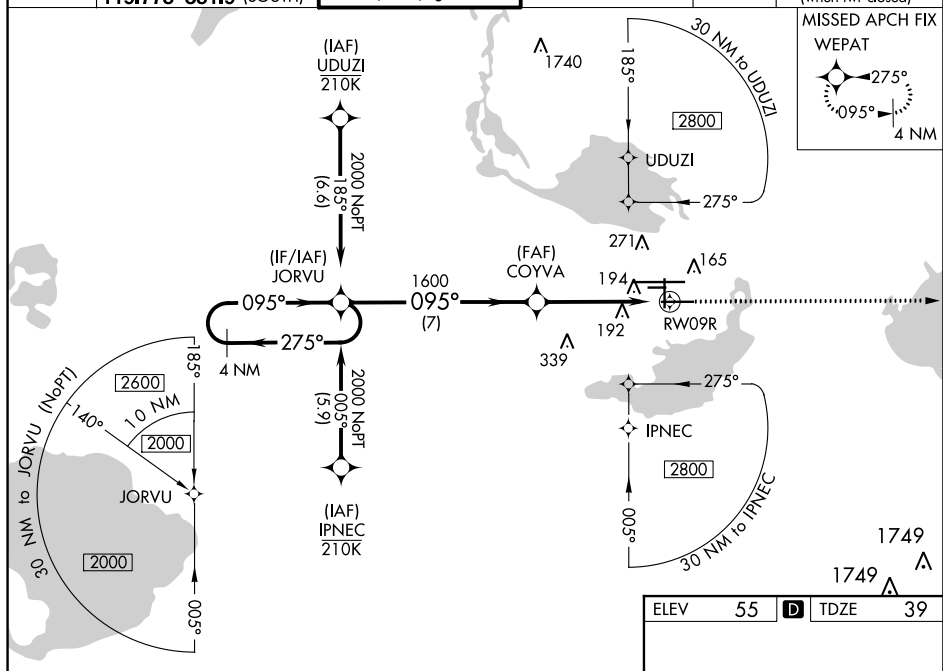 MISSED APCH FIX
WEPAT
275°
095°
4 NM
(IAF)
UDUZI
210K
1740
185°
30 NM to UDUZI
2800
UDUZI
275°
2000 NoPT
185°
(6.6)
(IF/IAF)
JORVU
095°
275°
4 NM
1600
095°
(7)
(FAF)
COYVA
271
194
165
192
339
RW09R
2000 NoPT
005°
(5.9)
(IAF)
IPNEC
210K
30 NM to JORVU (NoPT)
185°
2600
140°
10 NM
2000
JORVU
2000
005°
275°
IPNEC
2800
005°
30 NM to IPNEC
1749
1749
ELEV 55 D TDZE 39